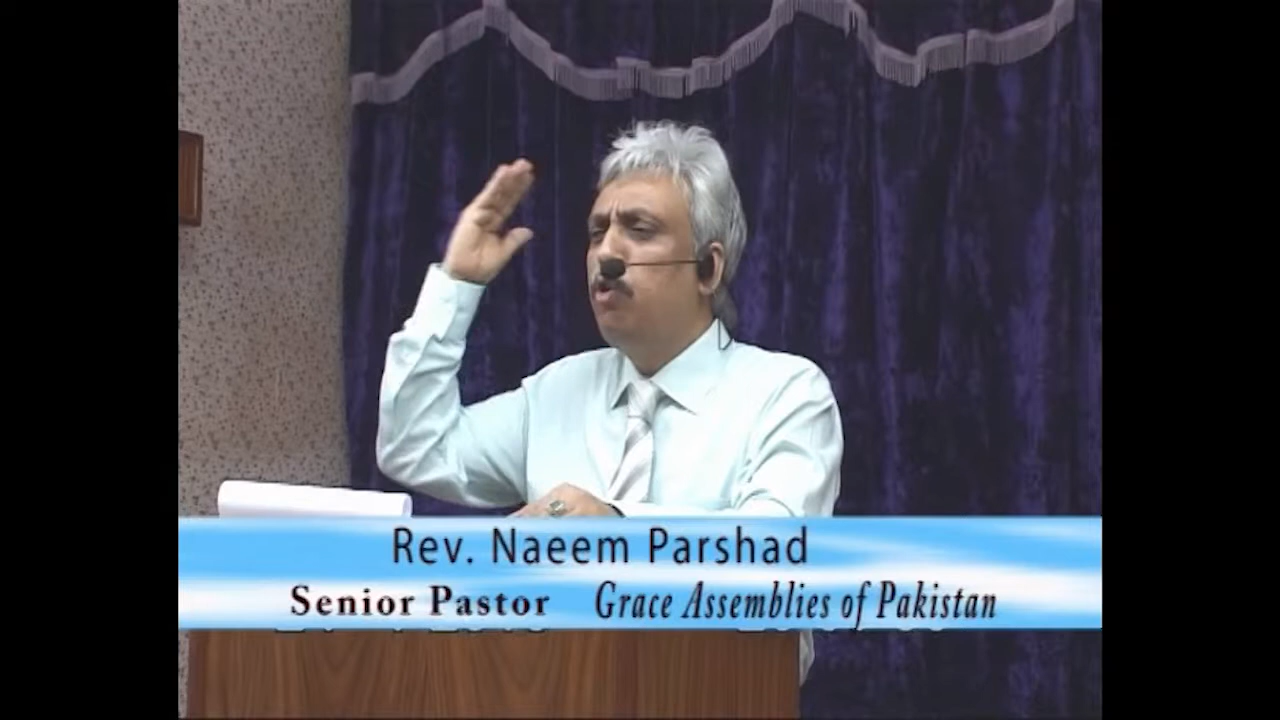 Rev. Naeem Parshad
Senior Pastor Grace Assemblies of Pakistan